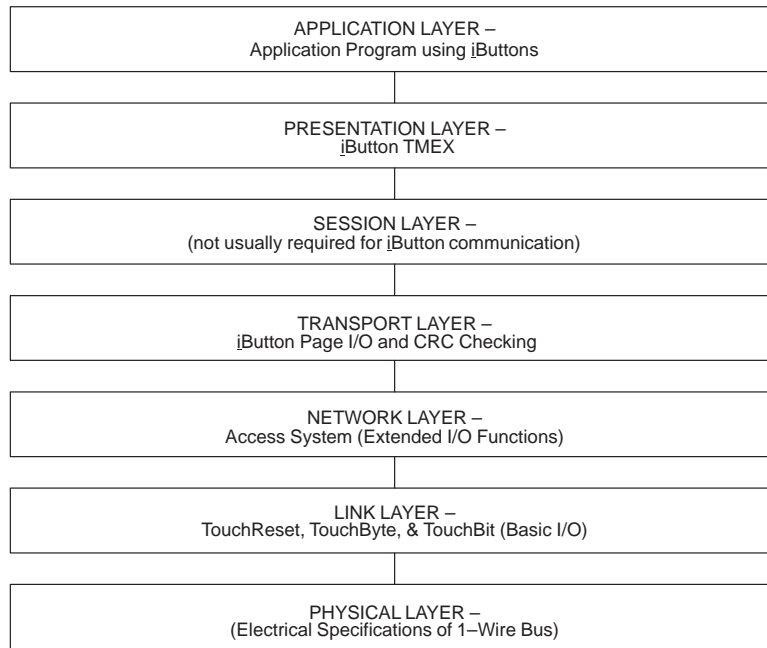 APPLICATION LAYER –
Application Program using iButtons
PRESENTATION LAYER –
iButton TMEX
SESSION LAYER –
(not usually required for iButton communication)
TRANSPORT LAYER –
iButton Page I/O and CRC Checking
NETWORK LAYER –
Access System (Extended I/O Functions)
LINK LAYER –
TouchReset, TouchByte, & TouchBit (Basic I/O)
PHYSICAL LAYER –
(Electrical Specifications of 1–Wire Bus)